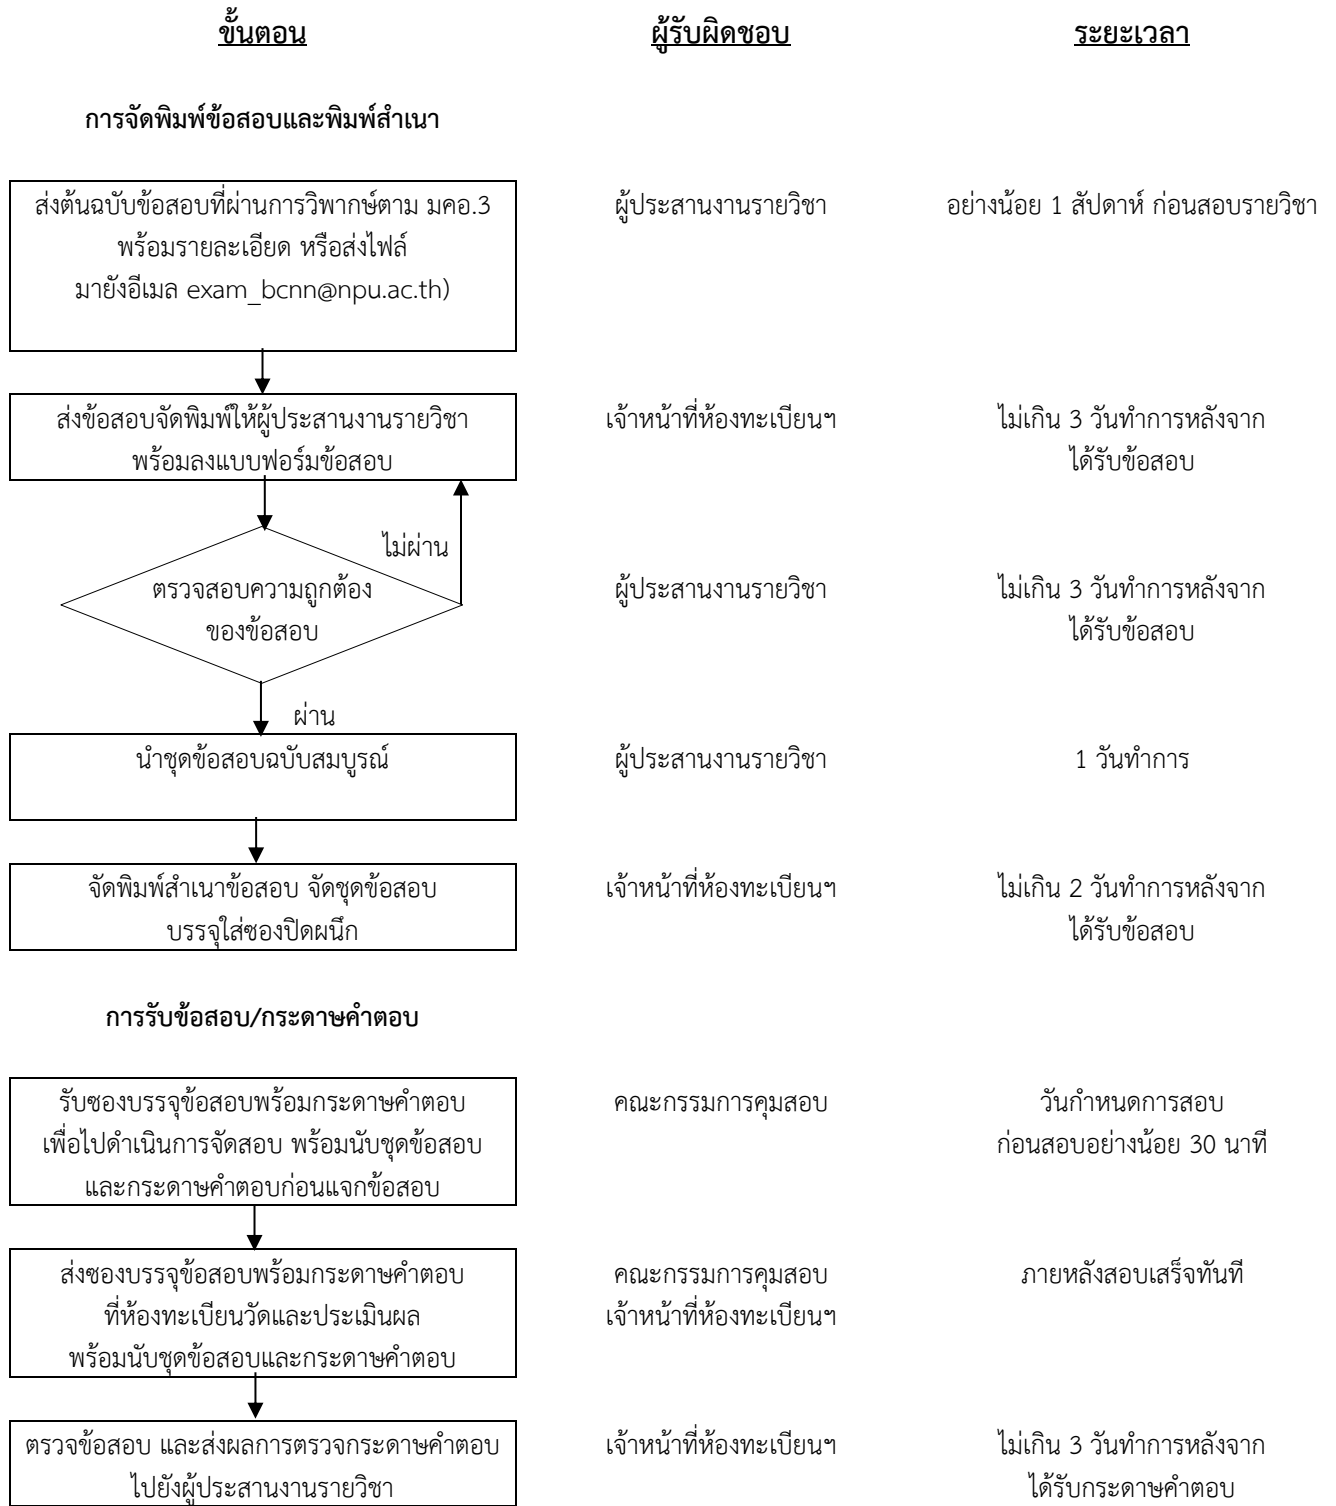 ขั้นตอน ผู้รับผิดชอบ ระยะเวลา
การจัดพิมพ์ข้อสอบและพิมพ์สำเนา
ส่งต้นฉบับข้อสอบที่ผ่านการวิพากษ์ตาม มคอ.3 ผู้ประสานงานรายวิชา อย่างน้อย 1 สัปดาห์ ก่อนสอบรายวิชา
พร้อมรายละเอียด หรือส่งไฟล์
มายังอีเมล exam_bcnn@npu.ac.th)
ส่งข้อสอบจัดพิมพ์ให้ผู้ประสานงานรายวิชา เจ้าหน้าที่ห้องทะเบียนฯ ไม่เกิน 3 วันทำการหลังจาก
พร้อมลงแบบฟอร์มข้อสอบ ได้รับข้อสอบ
ไม่ผ่าน
ตรวจสอบความถูกต้อง ผู้ประสานงานรายวิชา ไม่เกิน 3 วันทำการหลังจาก
ของข้อสอบ ได้รับข้อสอบ
ผ่าน
นำชุดข้อสอบฉบับสมบูรณ์ ผู้ประสานงานรายวิชา 1 วันทำการ
จัดพิมพ์สำเนาข้อสอบ จัดชุดข้อสอบ เจ้าหน้าที่ห้องทะเบียนฯ ไม่เกิน 2 วันทำการหลังจาก
บรรจุใส่ซองปิดผนึก ได้รับข้อสอบ
การรับข้อสอบ/กระดาษคำตอบ
รับซองบรรจุข้อสอบพร้อมกระดาษคำตอบ คณะกรรมการคุมสอบ วันกำหนดการสอบ
เพื่อไปดำเนินการจัดสอบ พร้อมนับชุดข้อสอบ ก่อนสอบอย่างน้อย 30 นาที
และกระดาษคำตอบก่อนแจกข้อสอบ
ส่งซองบรรจุข้อสอบพร้อมกระดาษคำตอบ คณะกรรมการคุมสอบ ภายหลังสอบเสร็จทันที
ที่ห้องทะเบียนวัดและประเมินผล เจ้าหน้าที่ห้องทะเบียนฯ
พร้อมนับชุดข้อสอบและกระดาษคำตอบ
ตรวจข้อสอบ และส่งผลการตรวจกระดาษคำตอบ เจ้าหน้าที่ห้องทะเบียนฯ ไม่เกิน 3 วันทำการหลังจาก
ไปยังผู้ประสานงานรายวิชา ได้รับกระดาษคำตอบ